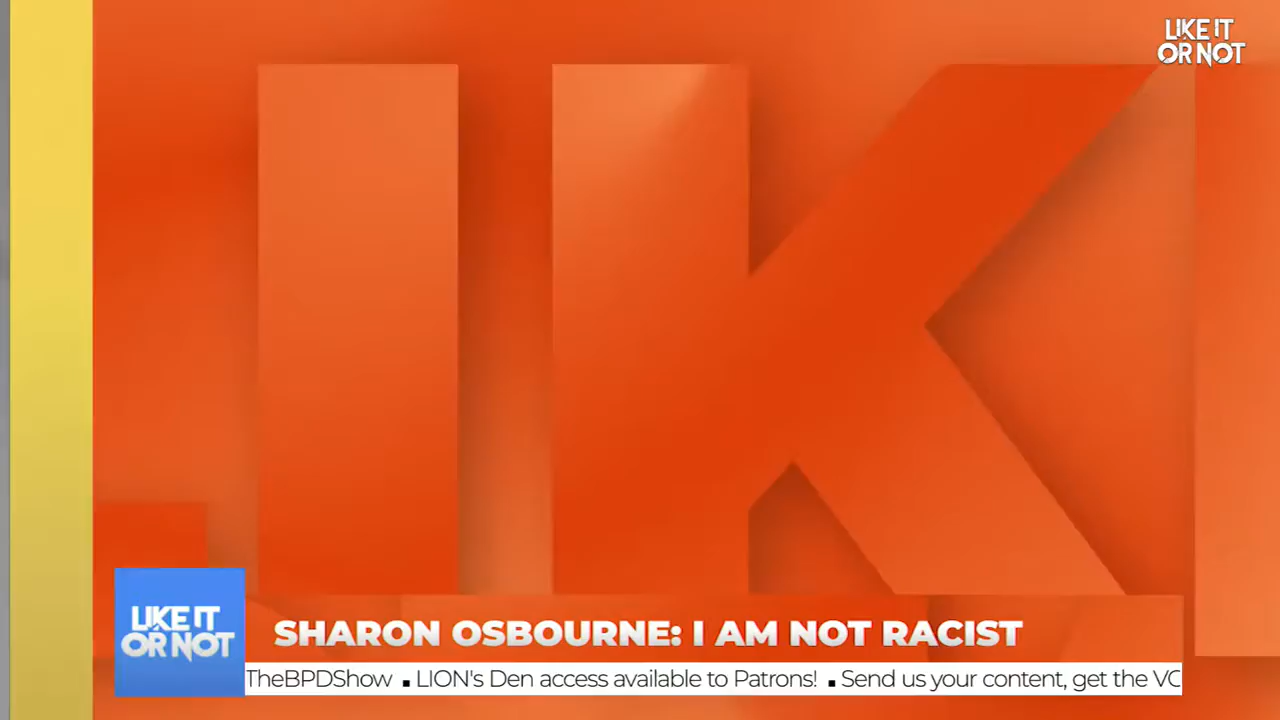 LIKE IT
OR NOT
LIKE
LIKE IT
OR NOT
SHARON OSBOURNE: I AM NOT RACIST
TheBPDShow ▪ LION's Den access available to Patrons! ▪ Send us your content, get the